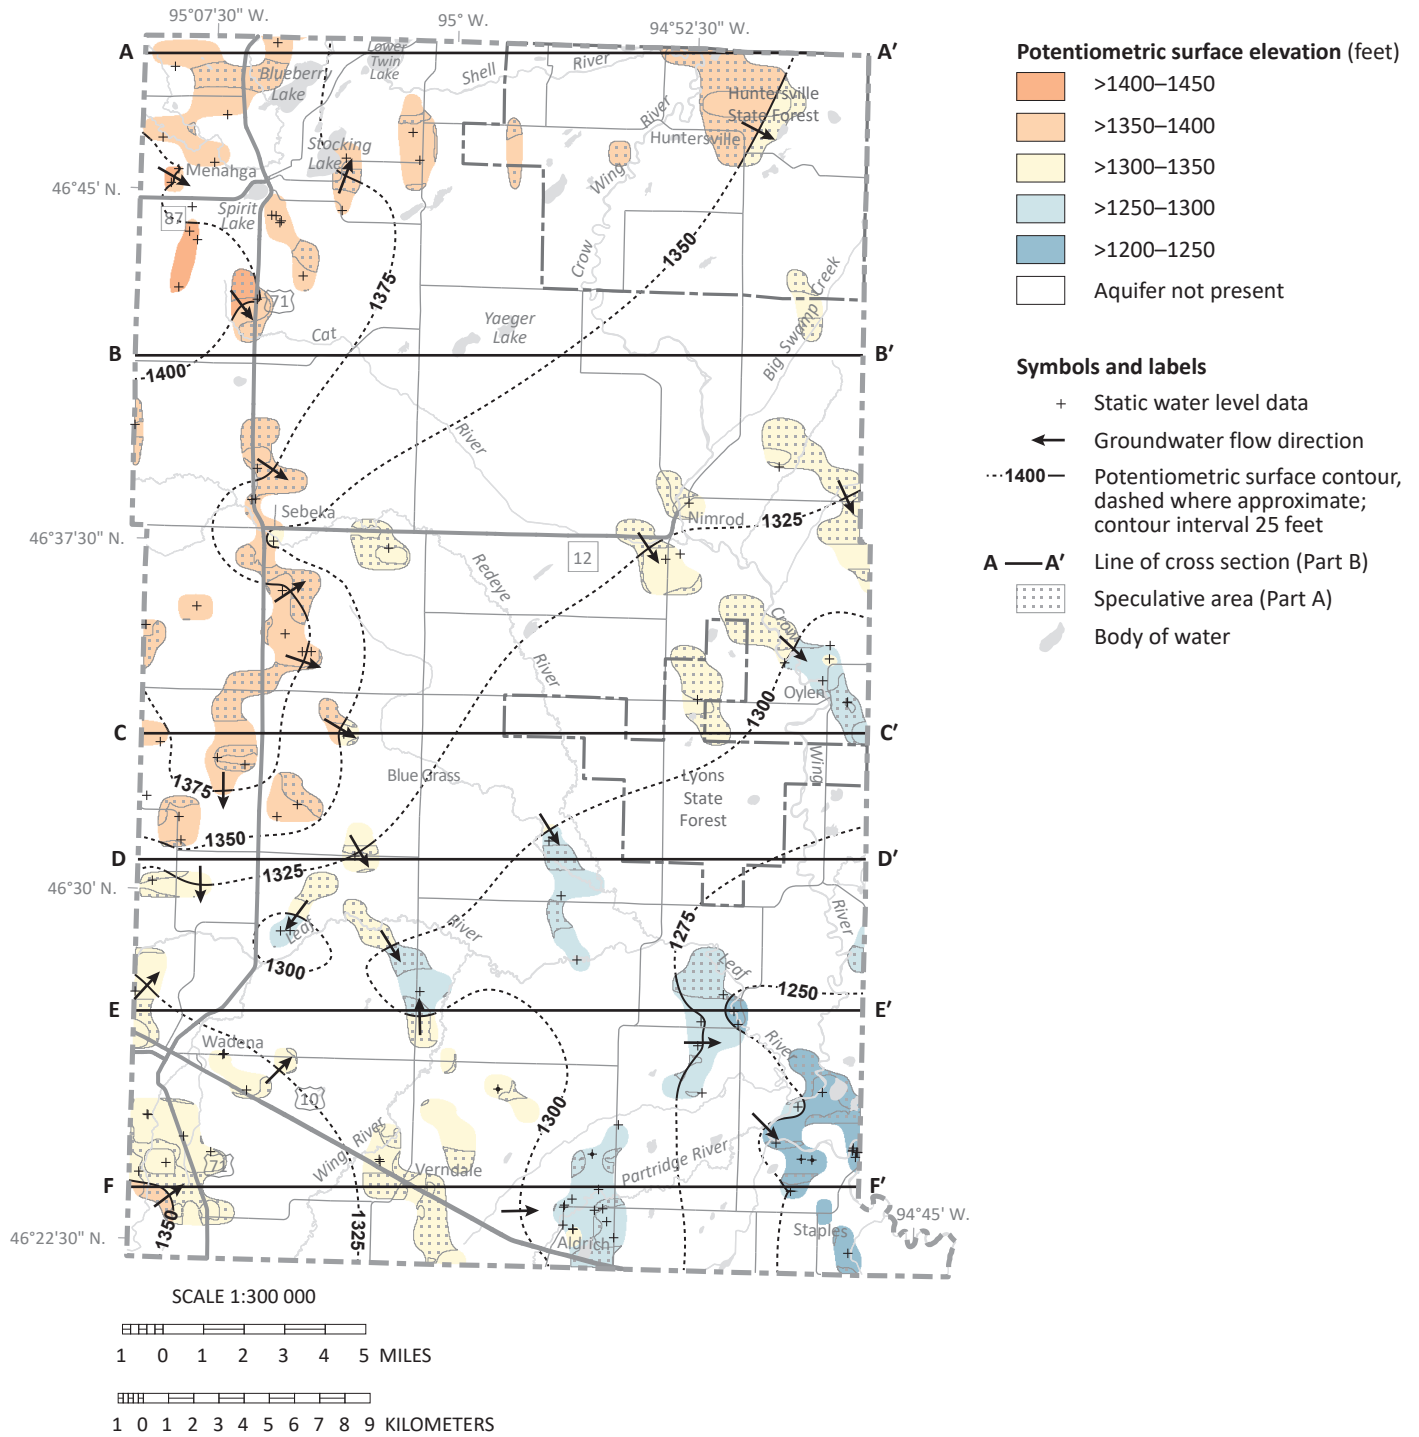 95°07'30" W.
95° W.
94°52'30" W.
A
A'
Lower
Twin
Lake
Blueberry
Lake
Shell
River
Huntersville
State Forest
Huntersville
River
Wing
Crow
Stocking
Lake
Menahga
46°45' N.
87
Spirit
Lake
71
1375
1350
Big Swamp Creek
Cat
River
Yaeger
Lake
B
B'
1400
Sebeka
Nimrod
1325
46°37'30" N.
12
Redeye
River
Crow
Oylen
1300
Wing
River
C
C'
1375
Blue Grass
Lyons
State
Forest
1350
D
D'
1325
46°30' N.
Leaf
River
1300
1275
Leaf
River
1250
E
E'
Wadena
10
1300
Wing River
Partridge River
71
Verndale
F
F'
1350
1325
Aldrich
Staples
94°45' W.
46°22'30" N.
SCALE 1:300 000
1 0 1 2 3 4 5 MILES
1 0 1 2 3 4 5 6 7 8 9 KILOMETERS
Potentiometric surface elevation (feet)
>1400–1450
>1350–1400
>1300–1350
>1250–1300
>1200–1250
Aquifer not present
Symbols and labels
Static water level data
Groundwater flow direction
1400 Potentiometric surface contour,
dashed where approximate;
contour interval 25 feet
A A' Line of cross section (Part B)
Speculative area (Part A)
Body of water